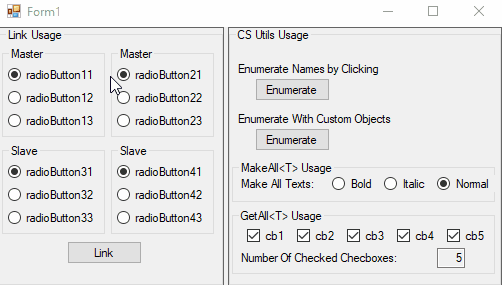 Form1
Link Usage
Master
radioButton11
radioButton12
radioButton13
Master
radioButton21
radioButton22
radioButton23
Slave
radioButton31
radioButton32
radioButton33
Slave
radioButton41
radioButton42
radioButton43
Link
CS Utils Usage
Enumerate Names by Clicking
Enumerate
Enumerate With Custom Objects
Enumerate
MakeAll<T> Usage
Make All Texts: Bold Italic Normal
GetAll<T> Usage
cb1 cb2 cb3 cb4 cb5
Number Of Checked Checboxes: 5